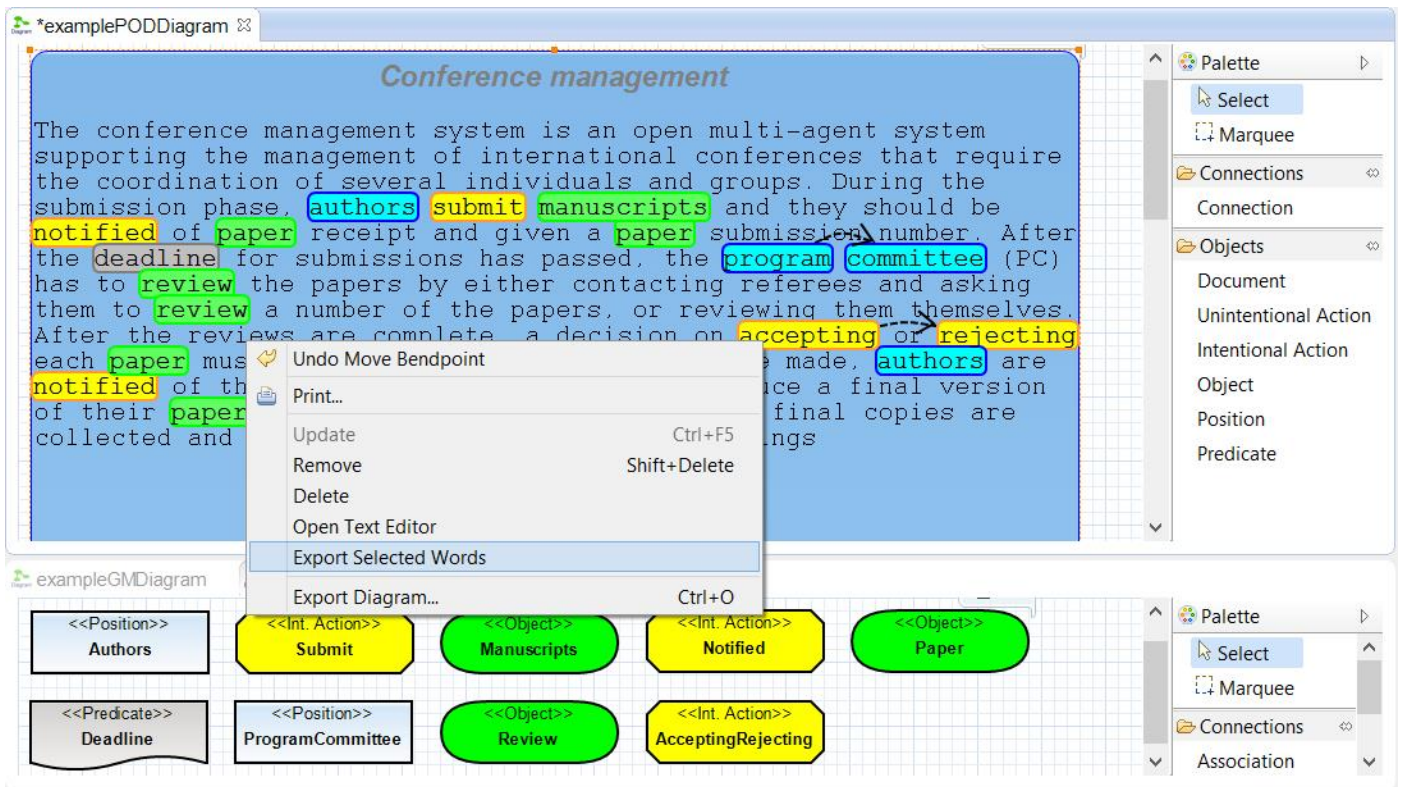 *examplePODDiagram
Conference management
The conference management system is an open multi-agent system
supporting the management of international conferences that require
the coordination of several individuals and groups. During the
submission phase, authors submit manuscripts and they should be
notified of paper receipt and given a paper submission number. After
the deadline for submissions has passed, the program committee (PC)
has to review the papers by either contacting referees and asking
them to review a number of the papers, or reviewing them themselves.
After the reviews are complete, a decision on accepting or rejecting
each paper mus made, authors are
notified of th a final version
of their paper final copies are
collected and
Undo Move Bendpoint
Print...
Update Ctrl+F5
Remove Shift+Delete
Delete
Open Text Editor
Export Selected Words
Export Diagram... Ctrl+O
Palette
Select
Marquee
Connections
Connection
Objects
Document
Unintentional Action
Intentional Action
Object
Position
Predicate
exampleGMDiagram
<<Position>>
Authors
<<Int. Action>>
Submit
<<Object>>
Manuscripts
<<Int. Action>>
Notified
<<Object>>
Paper
<<Predicate>>
Deadline
<<Position>>
ProgramCommittee
<<Object>>
Review
<<Int. Action>>
AcceptingRejecting
Palette
Select
Marquee
Connections
Association